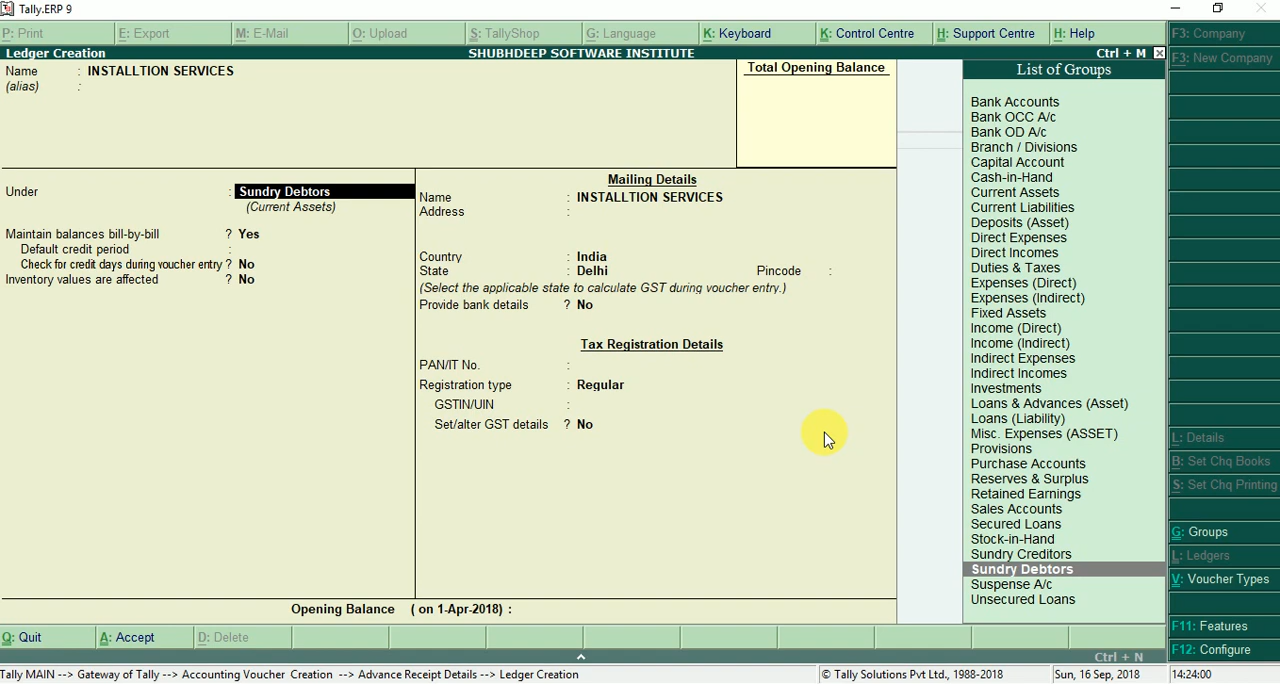 Tally.ERP 9
P: Print
E: Export
M: E-Mail
O: Upload
S: TallyShop
G: Language
K: Keyboard
K: Control Centre
H: Support Centre
H: Help
F3: Company
F3: New Company
Ledger Creation
SHUBHDEEP SOFTWARE INSTITUTE
Ctrl + M
Name : INSTALLTION SERVICES
(alias) :
Total Opening Balance
Under : Sundry Debtors
(Current Assets)
Maintain balances bill-by-bill ? Yes
Default credit period :
Check for credit days during voucher entry ? No
Inventory values are affected ? No
Mailing Details
Name : INSTALLTION SERVICES
Address :
Country : India
State : Delhi Pincode :
(Select the applicable state to calculate GST during voucher entry.)
Provide bank details ? No
Tax Registration Details
PAN/IT No. :
Registration type : Regular
GSTIN/UIN :
Set/alter GST details ? No
Opening Balance ( on 1-Apr-2018) :
List of Groups
Bank Accounts
Bank OCC A/c
Bank OD A/c
Branch / Divisions
Capital Account
Cash-in-Hand
Current Assets
Current Liabilities
Deposits (Asset)
Direct Expenses
Direct Incomes
Duties & Taxes
Expenses (Direct)
Expenses (Indirect)
Fixed Assets
Income (Direct)
Income (Indirect)
Indirect Expenses
Indirect Incomes
Investments
Loans & Advances (Asset)
Loans (Liability)
Misc. Expenses (ASSET)
Provisions
Purchase Accounts
Reserves & Surplus
Retained Earnings
Sales Accounts
Secured Loans
Stock-in-Hand
Sundry Creditors
Sundry Debtors
Suspense A/c
Unsecured Loans
L: Details
B: Set Chq Books
S: Set Chq Printing
G: Groups
L: Ledgers
V: Voucher Types
F11: Features
F12: Configure
Q: Quit
A: Accept
D: Delete
Ctrl + N
Tally MAIN --> Gateway of Tally --> Accounting Voucher Creation --> Advance Receipt Details --> Ledger Creation
© Tally Solutions Pvt Ltd., 1988-2018
Sun, 16 Sep, 2018
14:24:00